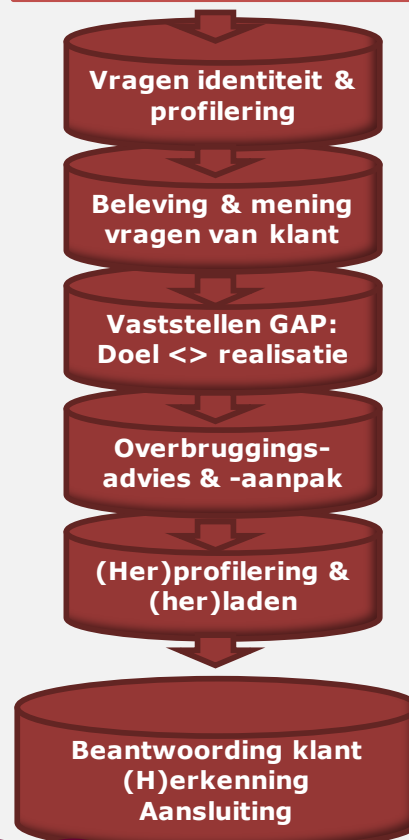 Vragen identiteit &
profilering
Beleving & mening
vragen van klant
Vaststellen GAP:
Doel <> realisatie
Overbruggings-
advies & -aanpak
(Her)profilering &
(her)laden
Beantwoording klant
(H)erkenning
Aansluiting